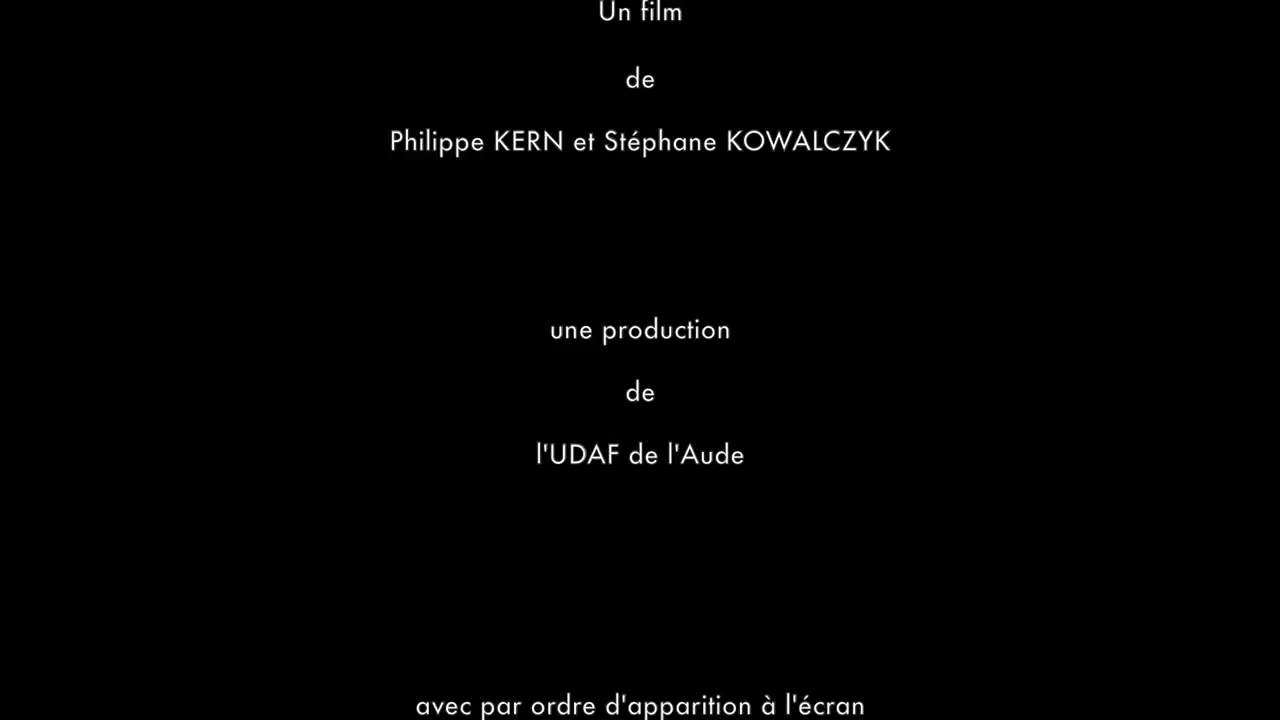 Un film
de
Philippe KERN et Stéphane KOWALCZYK
une production
de
l'UDAF de l'Aude
avec par ordre d'apparition à l'écran